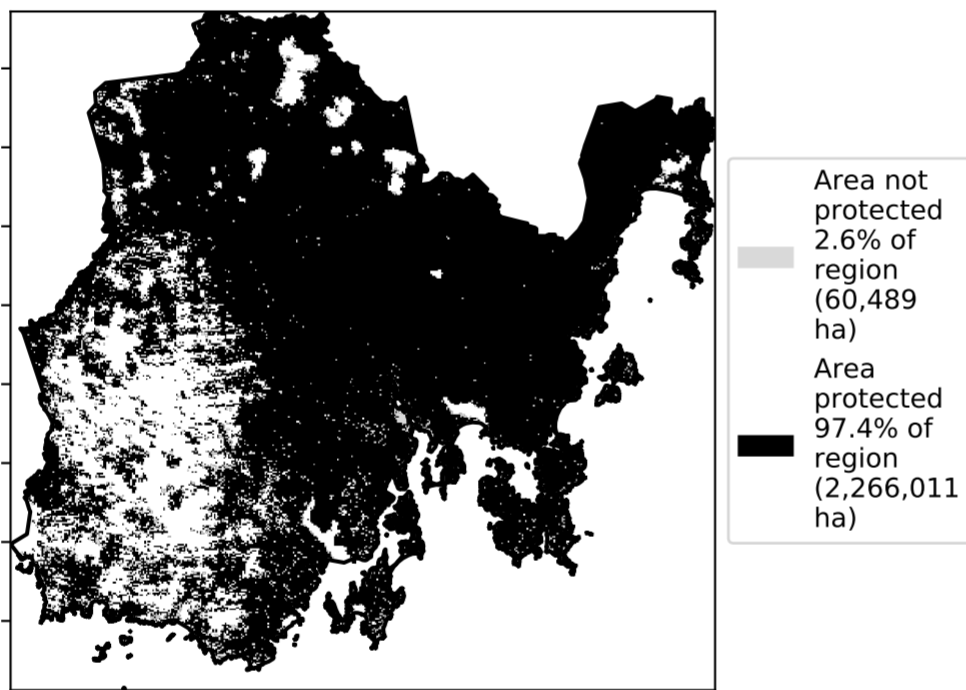 Area not
protected
2.6% of
region
(60,489
ha)
Area
protected
97.4% of
region
(2,266,011
ha)